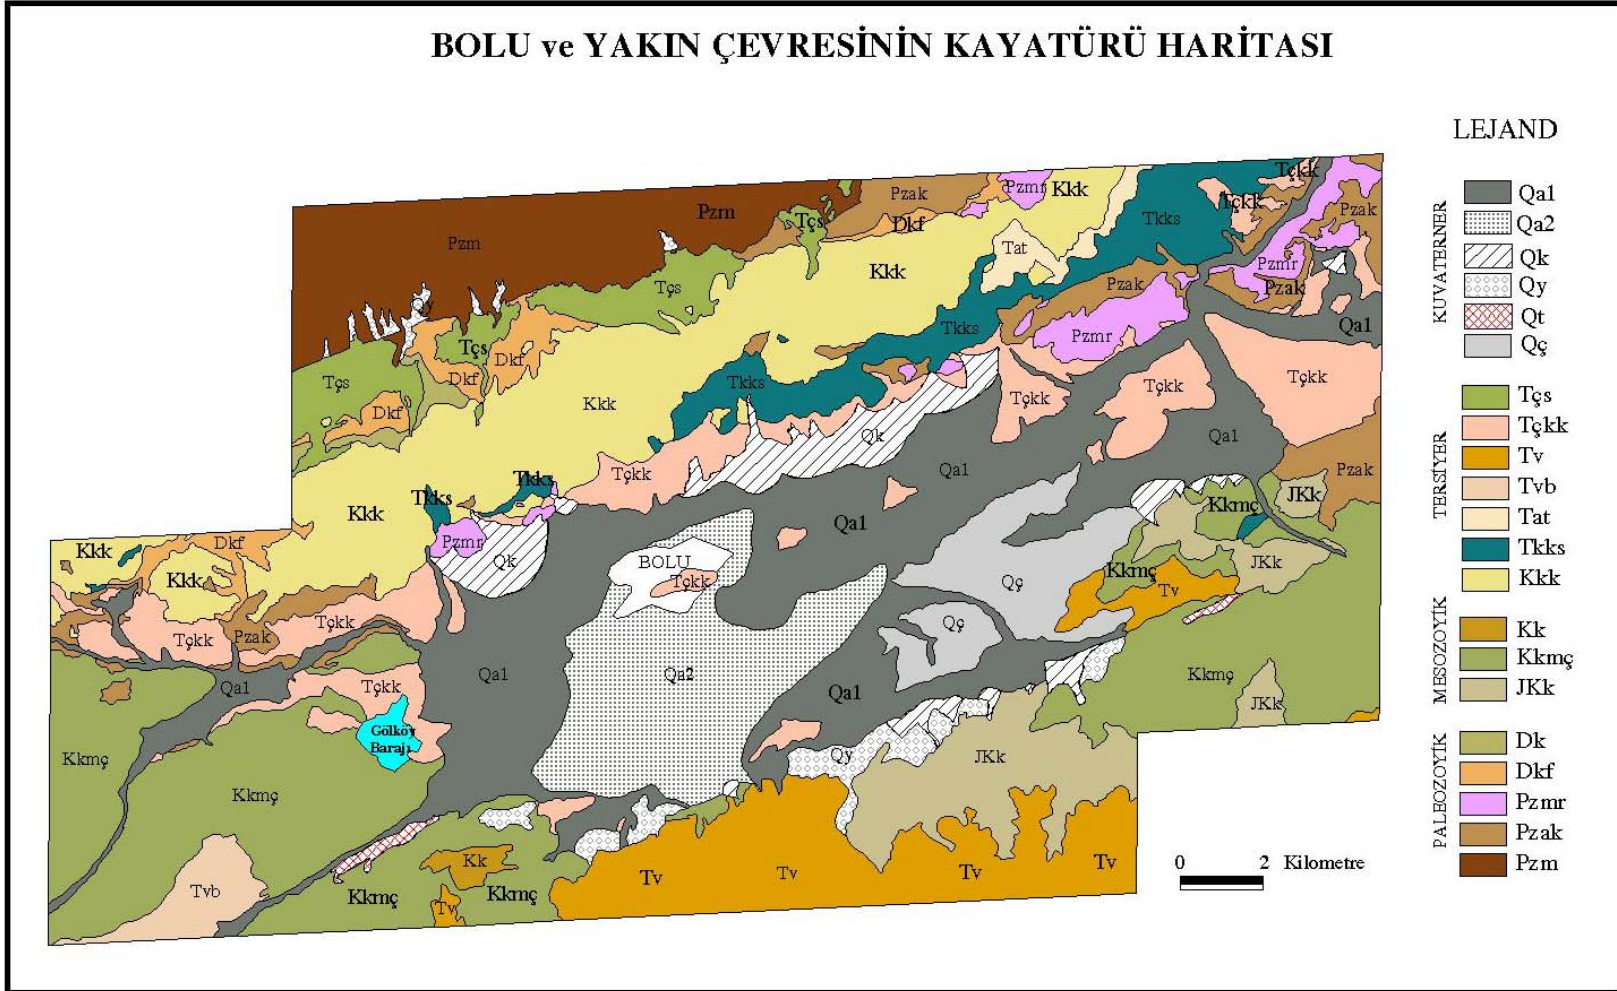 BOLU ve YAKIN ÇEVRESİNİN KAYATÜRÜ HARİTASI
LEJAND
KUVATERNER
Qa1
Qa2
Qk
Qy
Qt
Qç
TERSİYER
Tçs
Tçkk
Tv
Tvb
Tat
Tkks
Kkk
MESOZOYİK
Kk
Kkmç
JKk
PALEOZOYİK
Dk
Dkf
Pzmr
Pzak
Pzm
Tçkk
Pzak
Pzmr
Kkk
Tçkk
Pzm
Pzak
Tçs
Dkf
Tkks
Pzm
Tat
Kkk
Pzmr
Pzak
Pzak
Tçs
Tkks
Qa1
Pzmr
Tçs
Dkf
Dkf
Tçs
Tkks
Tçkk
Tçkk
Tçkk
Dkf
Kkk
Qk
Qa1
Tçkk
Qa1
Pzak
Tkks
Tkks
JKk
Kkmç
Kkk
Qa1
Pzmr
Dkf
Kkk
Qk
BOLU
Tçkk
JKk
Kkk
Kkmç
Qç
Tv
Tçkk
Qç
Tçkk
Pzak
Qa1
Qa2
Kkmç
Tçkk
Qa1
Qa1
JKk
Gölköy
Barajı
Kkmç
Qy
JKk
Kkmç
Kk
Tv
Tv
Tv
Tv
Tvb
Kkmç
Kkmç
Tv
0 2 Kilometre